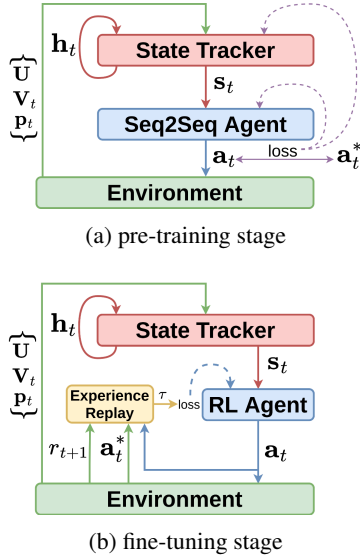 h_t
State Tracker
{U V_t p_t}
s_t
Seq2Seq Agent
a_t
loss
a_t^*
Environment
(a) pre-training stage
h_t
State Tracker
{U V_t p_t}
s_t
Experience Replay
τ
loss
RL Agent
r_{t+1}
a_t^*
a_t
Environment
(b) fine-tuning stage